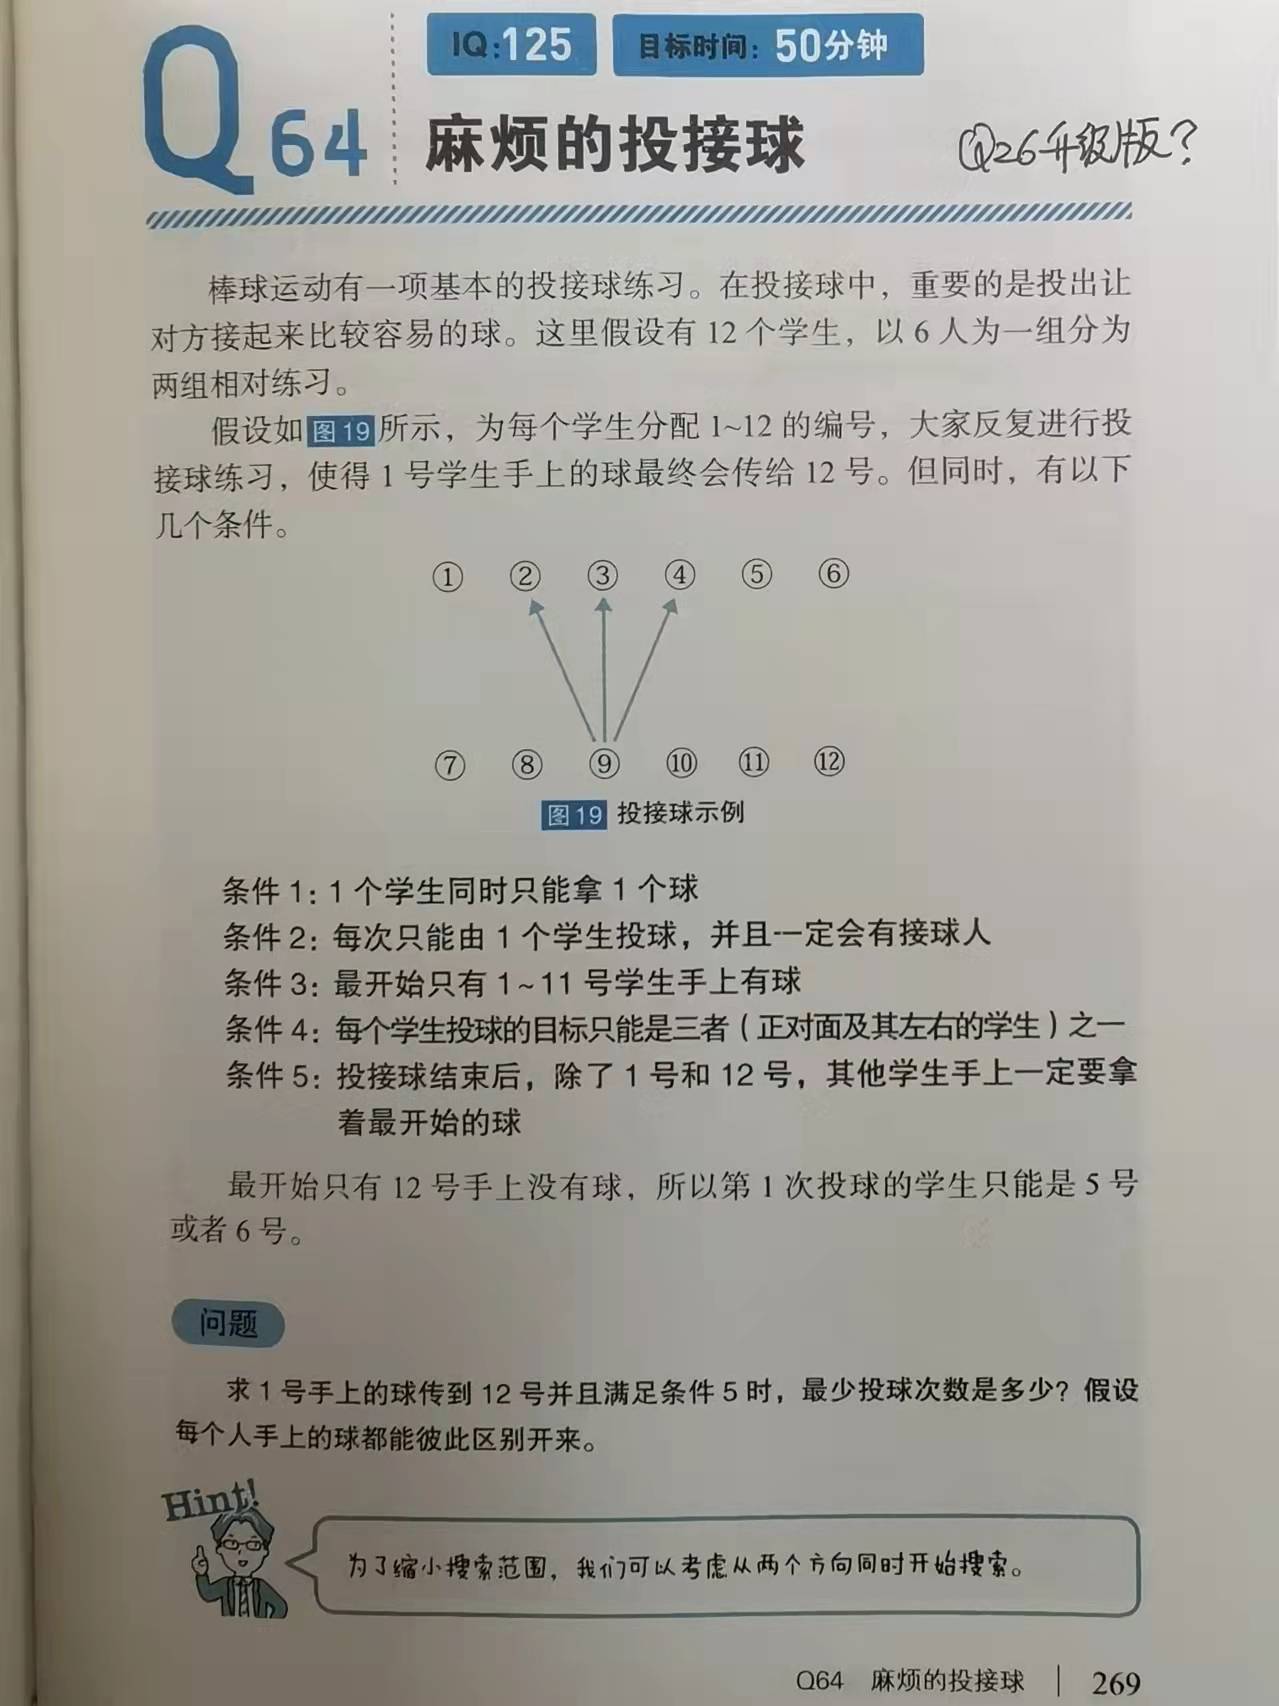 Q64
IQ:125
目标时间：50分钟
麻烦的投接球
Q26升级版？
棒球运动有一项基本的投接球练习。在投接球中，重要的是投出让
对方接起来比较容易的球。这里假设有 12 个学生，以 6 人为一组分为
两组相对练习。
假设如图19所示，为每个学生分配 1~12 的编号，大家反复进行投
接球练习，使得 1 号学生手上的球最终会传给 12 号。但同时，有以下
几个条件。
① ② ③ ④ ⑤ ⑥
⑦ ⑧ ⑨ ⑩ ⑪ ⑫
图19 投接球示例
条件 1：1 个学生同时只能拿 1 个球
条件 2：每次只能由 1 个学生投球，并且一定会有接球人
条件 3：最开始只有 1~11 号学生手上有球
条件 4：每个学生投球的目标只能是三者（正对面及其左右的学生）之一
条件 5：投接球结束后，除了 1 号和 12 号，其他学生手上一定要拿
着最开始的球
最开始只有 12 号手上没有球，所以第 1 次投球的学生只能是 5 号
或者 6 号。
问题
求 1 号手上的球传到 12 号并且满足条件 5 时，最少投球次数是多少？假设
每个人手上的球都能彼此区别开来。
Hint!
为了缩小搜索范围，我们可以考虑从两个方向同时开始搜索。
Q64 麻烦的投接球 | 269